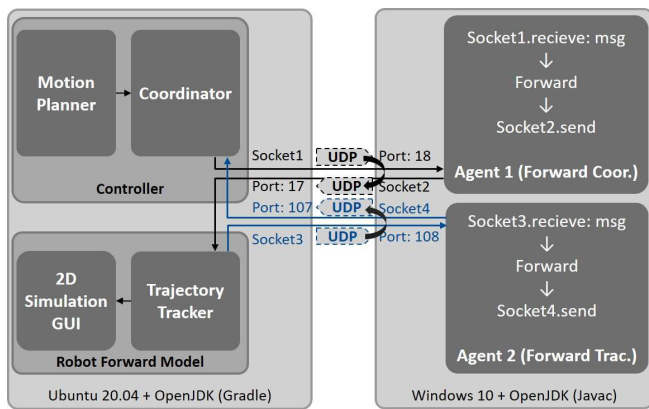 Motion
Planner
Coordinator
Controller
Socket1
UDP
Port: 18
Port: 17
UDP
Socket2
Port: 107
UDP
Socket4
Socket3
UDP
Port: 108
2D
Simulation
GUI
Trajectory
Tracker
Robot Forward Model
Ubuntu 20.04 + OpenJDK (Gradle)
Socket1.recieve: msg
↓
Forward
↓
Socket2.send
Agent 1 (Forward Coor.)
Socket3.recieve: msg
↓
Forward
↓
Socket4.send
Agent 2 (Forward Trac.)
Windows 10 + OpenJDK (Javac)